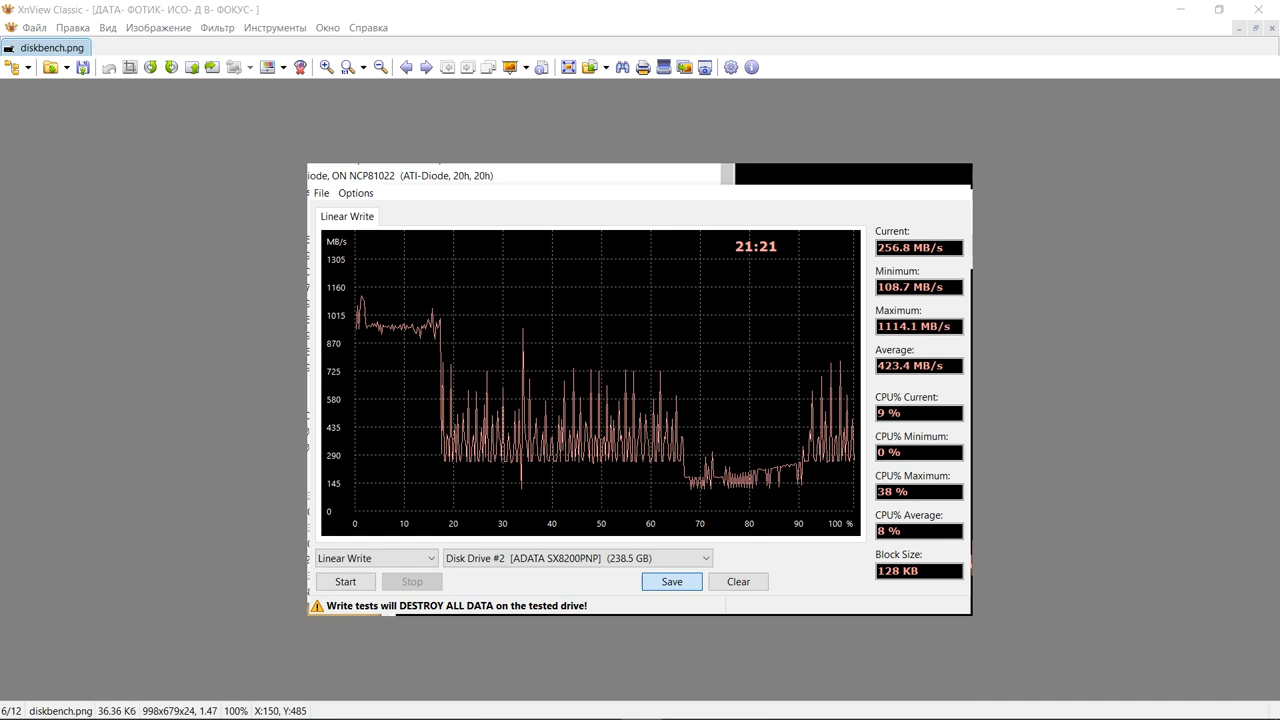 XnView Classic - [ДАТА- ФОТИК- ИСО- Д В- ФОКУС- ]
Файл Правка Вид Изображение Фильтр Инструменты Окно Справка
diskbench.png
iode, ON NCP81022 (ATI-Diode, 20h, 20h)
File Options
Linear Write
MB/s
21:21
1305
1160
1015
870
725
580
435
290
145
0
0 10 20 30 40 50 60 70 80 90 100 %
Current:
256.8 MB/s
Minimum:
108.7 MB/s
Maximum:
1114.1 MB/s
Average:
423.4 MB/s
CPU% Current:
9 %
CPU% Minimum:
0 %
CPU% Maximum:
38 %
CPU% Average:
8 %
Block Size:
128 KB
Linear Write Disk Drive #2 [ADATA SX8200PNP] (238.5 GB)
Start Stop Save Clear
Write tests will DESTROY ALL DATA on the tested drive!
6/12 diskbench.png 36.36 Кб 998x679x24, 1.47 100% X:150, Y:485